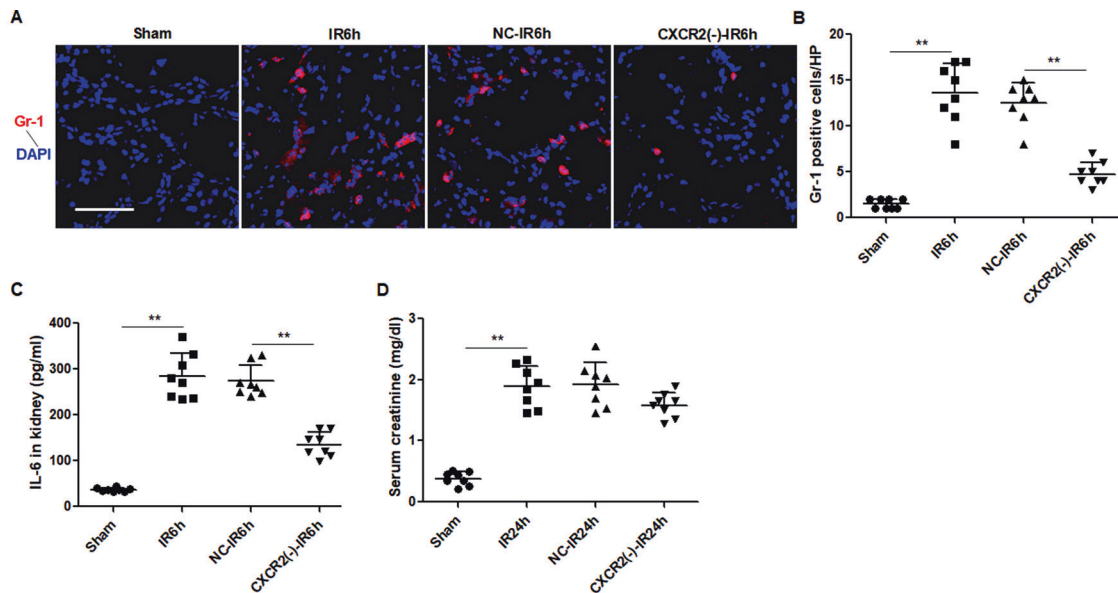 A
Sham
IR6h
NC-IR6h
CXCR2(-)-IR6h
Gr-1
DAPI
B
Gr-1 positive cells/HP
20
15
10
5
0
**
**
Sham
IR6h
NC-IR6h
CXCR2(-)-IR6h
C
IL-6 in kidney (pg/ml)
400
300
200
100
0
**
**
Sham
IR6h
NC-IR6h
CXCR2(-)-IR6h
D
Serum creatinine (mg/dl)
3
2
1
0
**
Sham
IR24h
NC-IR24h
CXCR2(-)-IR24h